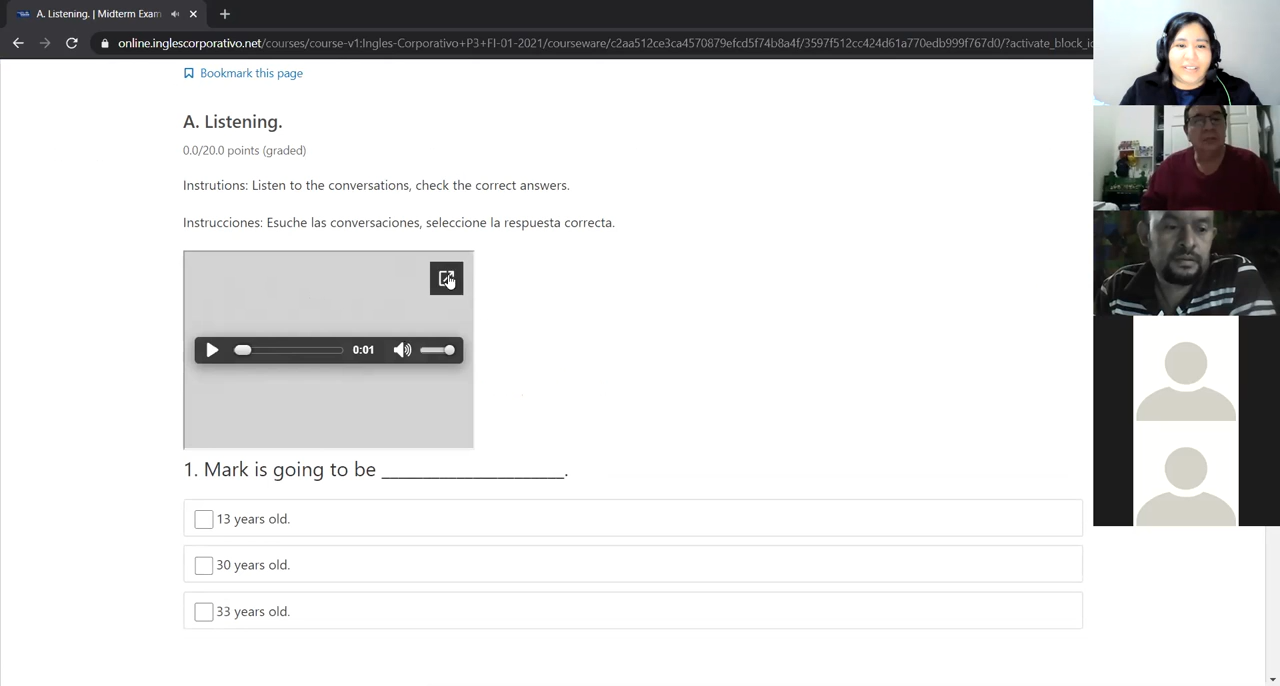 A. Listening. | Midterm Exam
online.inglescorporativo.net/courses/course-v1:Ingles-Corporativo+P3+FI-01-2021/courseware/c2aa512ce3ca4570879efcd5f74b8a4f/3597f512cc424d61a770edb999f767d0/?activate_block_ic
Bookmark this page
A. Listening.
0.0/20.0 points (graded)
Instrutions: Listen to the conversations, check the correct answers.
Instrucciones: Esuche las conversaciones, seleccione la respuesta correcta.
0:01
1. Mark is going to be ____________________.
13 years old.
30 years old.
33 years old.